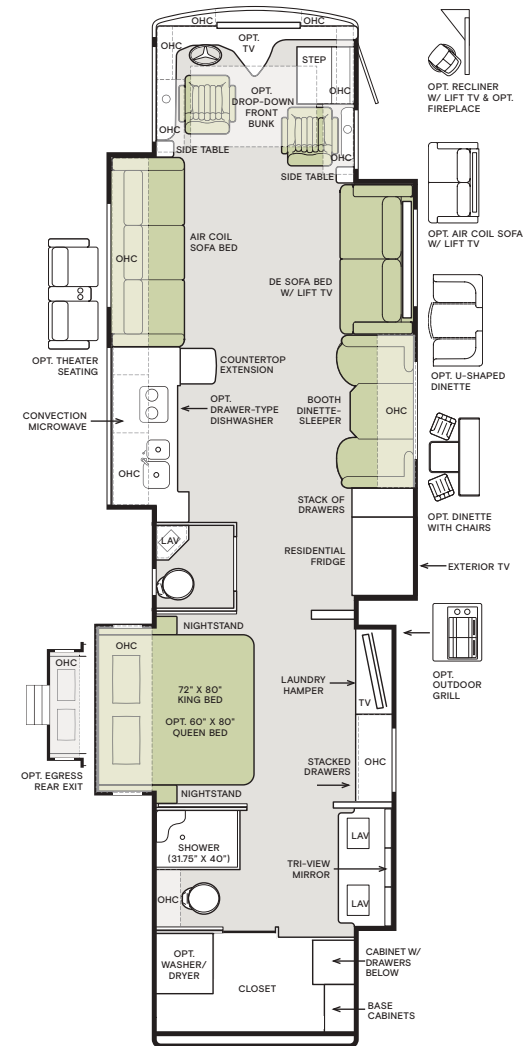 OHC
OHC
OHC
OPT.
TV
STEP
OPT.
DROP-DOWN
FRONT
BUNK
OHC
OHC
OHC
SIDE TABLE
SIDE TABLE
OPT. RECLINER
W/ LIFT TV & OPT.
FIREPLACE
AIR COIL
SOFA BED
OHC
OPT. AIR COIL SOFA
W/ LIFT TV
DE SOFA BED
W/ LIFT TV
OPT. THEATER
SEATING
COUNTERTOP
EXTENSION
OPT. U-SHAPED
DINETTE
CONVECTION
MICROWAVE
OPT.
DRAWER-TYPE
DISHWASHER
BOOTH
DINETTE-
SLEEPER
OHC
OHC
STACK OF
DRAWERS
OPT. DINETTE
WITH CHAIRS
LAV
RESIDENTIAL
FRIDGE
EXTERIOR TV
NIGHTSTAND
OHC
OHC
72" X 80"
KING BED
OPT. 60" X 80"
QUEEN BED
LAUNDRY
HAMPER
TV
OPT.
OUTDOOR
GRILL
OPT. EGRESS
REAR EXIT
STACKED
DRAWERS
OHC
NIGHTSTAND
SHOWER
(31.75" X 40")
LAV
TRI-VIEW
MIRROR
OHC
LAV
OPT.
WASHER/
DRYER
CLOSET
CABINET W/
DRAWERS
BELOW
BASE
CABINETS